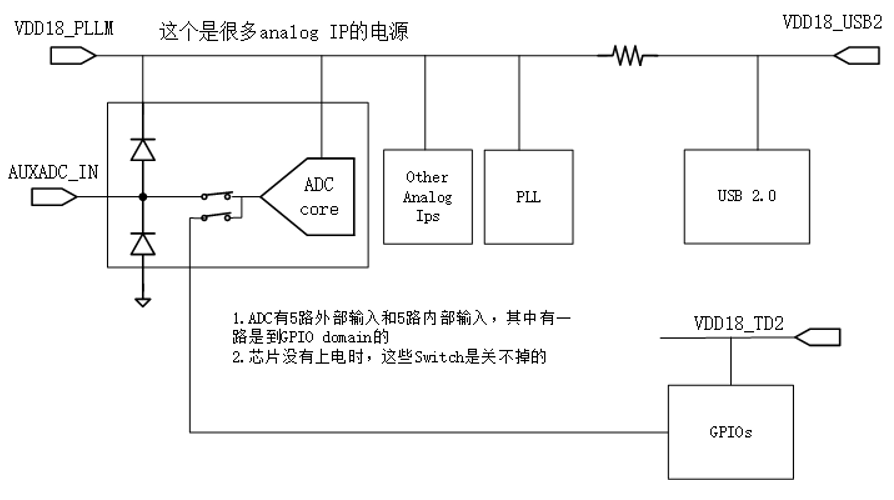 VDD18_PLLM
这个是很多analog IP的电源
VDD18_USB2
AUXADC_IN
ADC
core
Other
Analog
Ips
PLL
USB 2.0
1.ADC有5路外部输入和5路内部输入，其中有一
路是到GPIO domain的
2.芯片没有上电时，这些Switch是关不掉的
VDD18_TD2
GPIOs